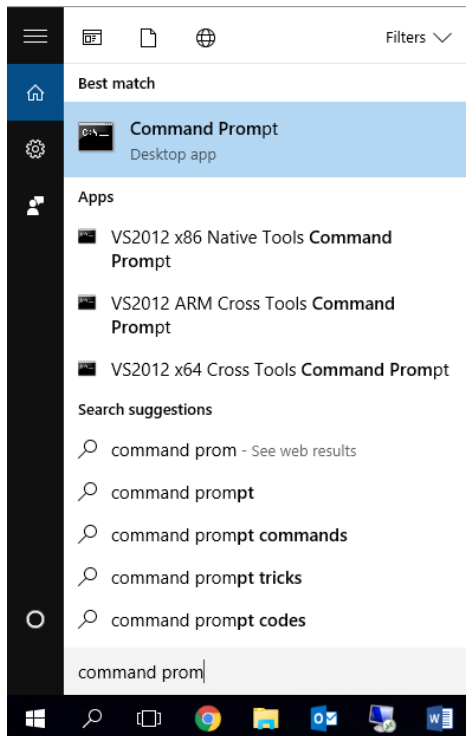 Filters
Best match
Command Prompt
Desktop app
Apps
VS2012 x86 Native Tools Command
Prompt
VS2012 ARM Cross Tools Command
Prompt
VS2012 x64 Cross Tools Command Prompt
Search suggestions
command prom - See web results
command prompt
command prompt commands
command prompt tricks
command prompt codes
command prom